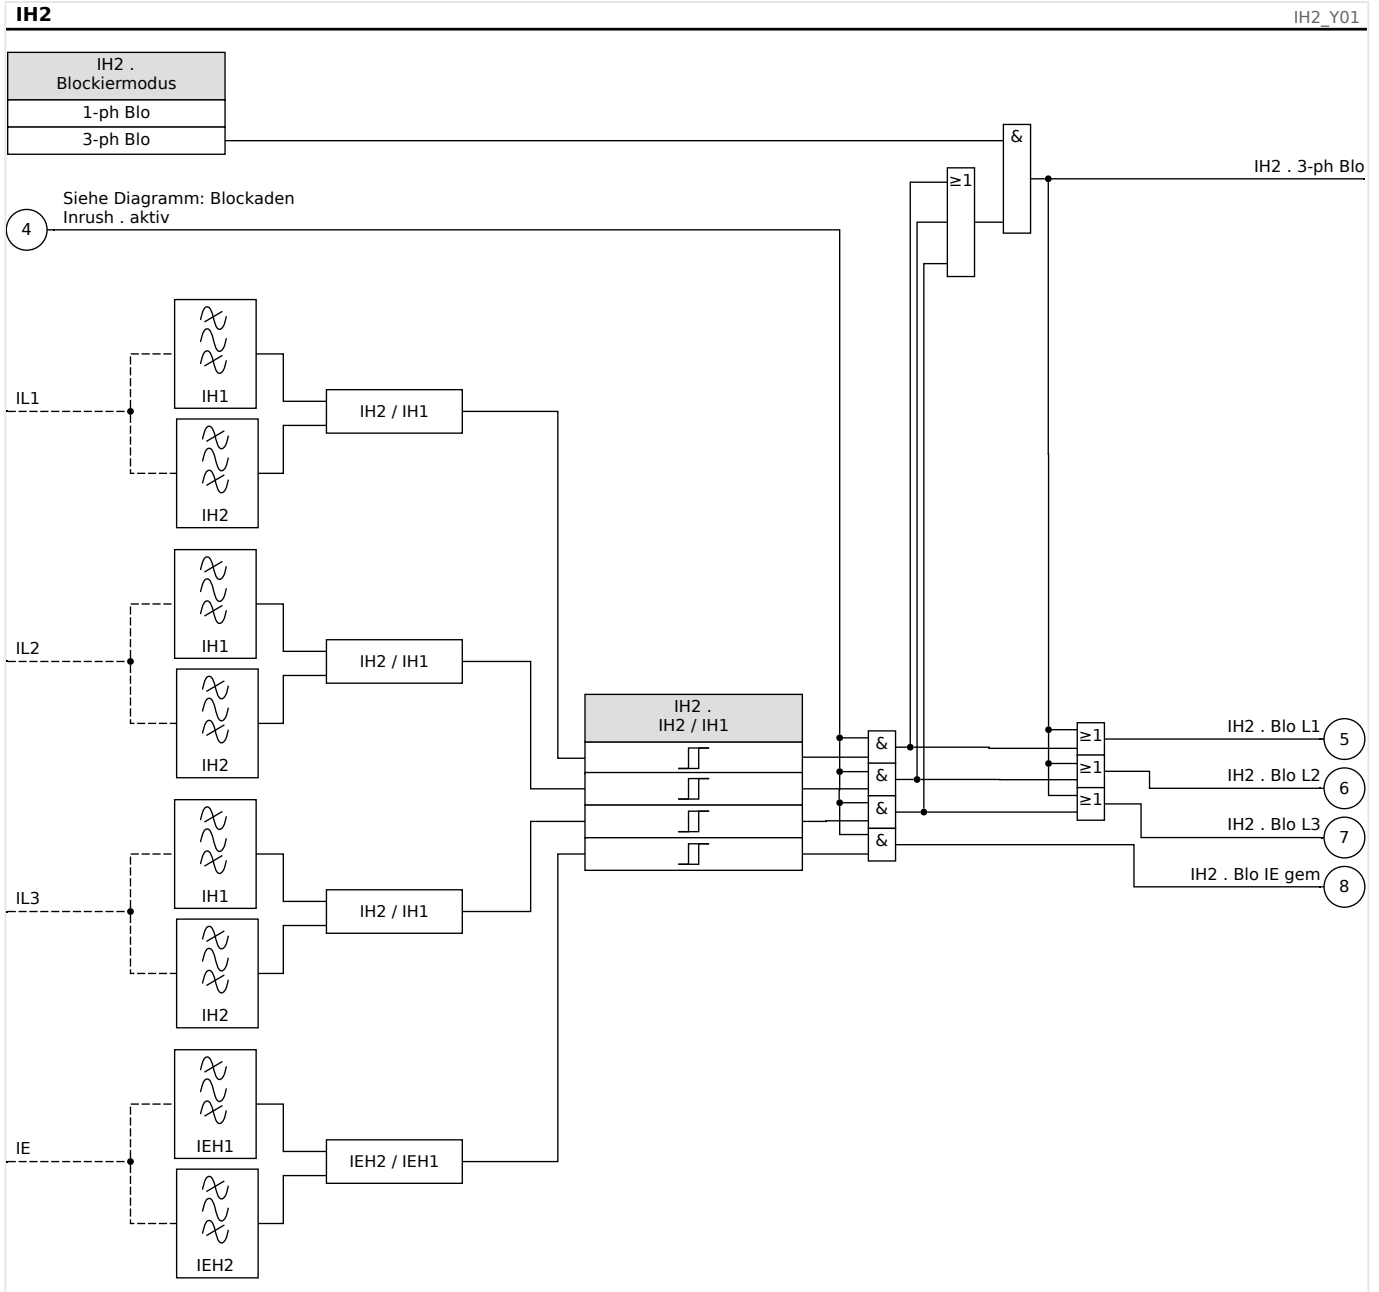 IH2
IH2_Y01
IH2 .
Blockiermodus
1-ph Blo
3-ph Blo
&
IH2 . 3-ph Blo
≥1
Siehe Diagramm: Blockaden
Inrush . aktiv
4
IH1
IL1
IH2 / IH1
IH2
IH1
IL2
IH2 / IH1
IH2
IH2 .
IH2 / IH1
&
&
&
&
≥1
≥1
≥1
IH2 . Blo L1
5
IH2 . Blo L2
6
IH2 . Blo L3
7
IH2 . Blo IE gem
8
IH1
IL3
IH2 / IH1
IH2
IEH1
IE
IEH2 / IEH1
IEH2